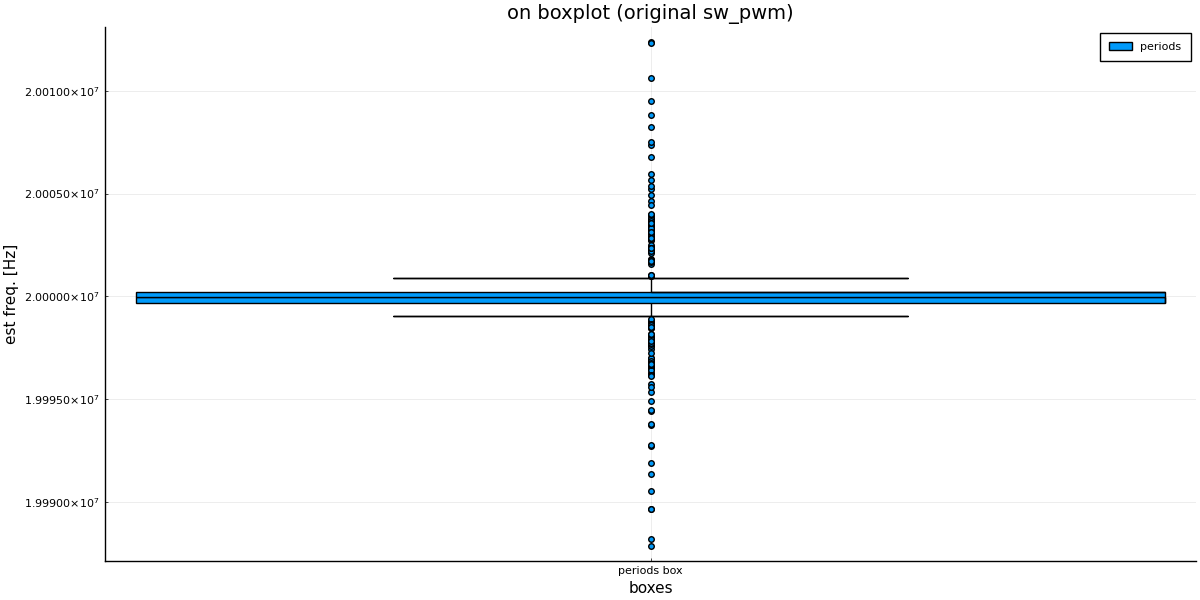 on boxplot (original sw_pwm)
periods
2.00100×10⁷
2.00050×10⁷
2.00000×10⁷
1.99950×10⁷
1.99900×10⁷
est freq. [Hz]
periods box
boxes